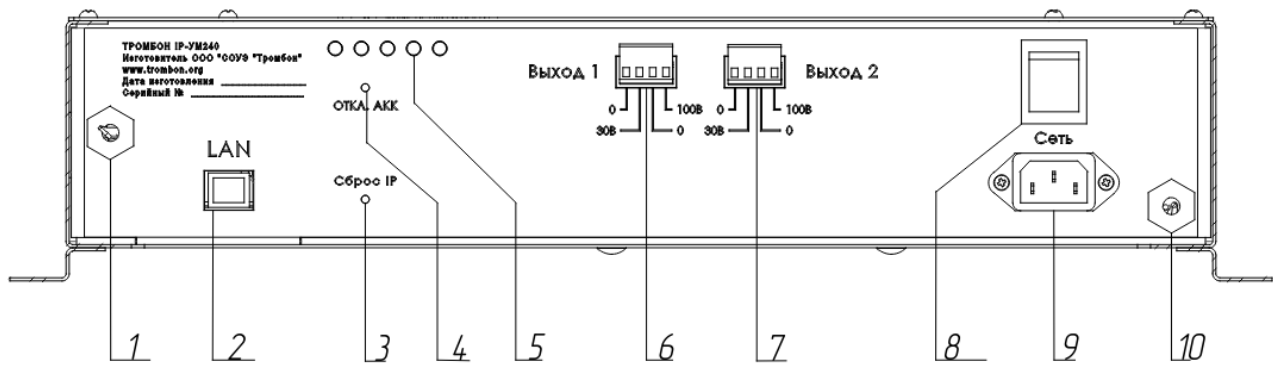 ТРОМБОН IP-УМ240
Изготовитель ООО "СОУЭ "Тромбон"
www.trombon.org
Дата изготовления
Серийный №
ОТКЛ. АКК
LAN
Сброс IP
Выход 1
0 100В
30В 0
Выход 2
0 100В
30В 0
Сеть
1 2 3 4 5 6 7 8 9 10